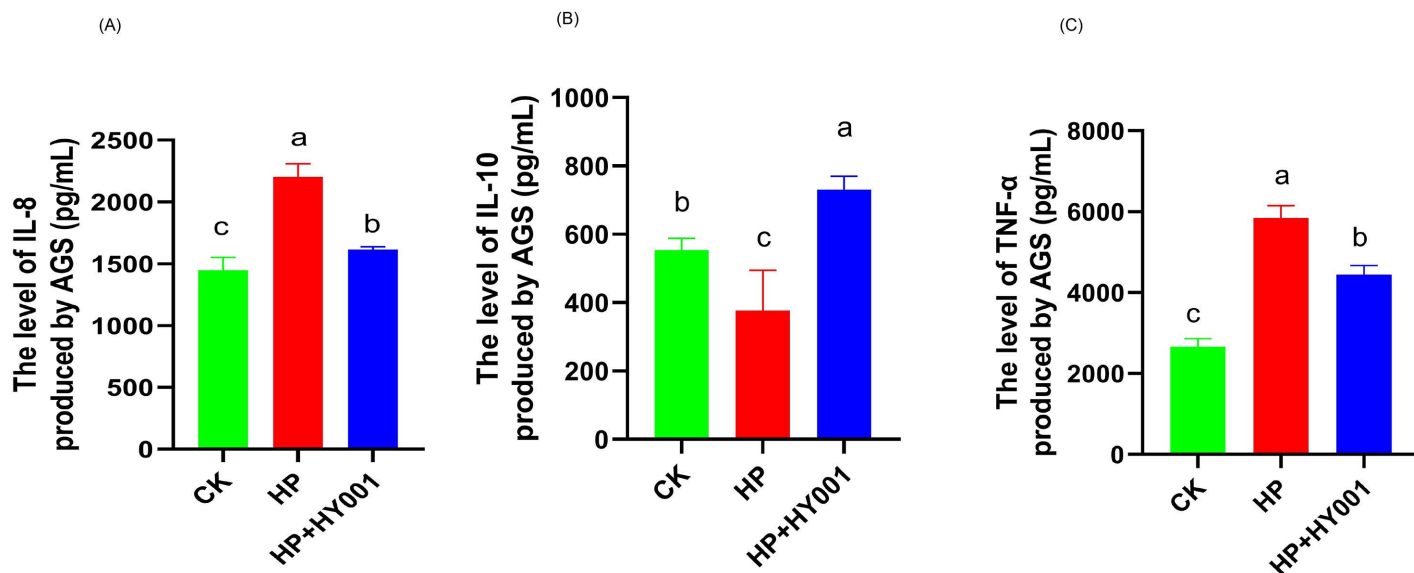 (A)
The level of IL-8
produced by AGS (pg/mL)
2500
2000
1500
1000
500
0
c
a
b
CK
HP
HP+HY001
(B)
The level of IL-10
produced by AGS (pg/mL)
1000
800
600
400
200
0
b
c
a
CK
HP
HP+HY001
(C)
The level of TNF-α
produced by AGS (pg/mL)
8000
6000
4000
2000
0
c
a
b
CK
HP
HP+HY001